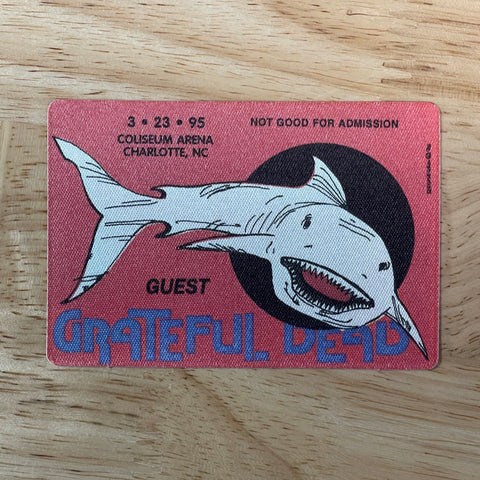 3 • 23 • 95
COLISEUM ARENA
CHARLOTTE, NC
NOT GOOD FOR ADMISSION
GUEST
GRATEFUL DEAD